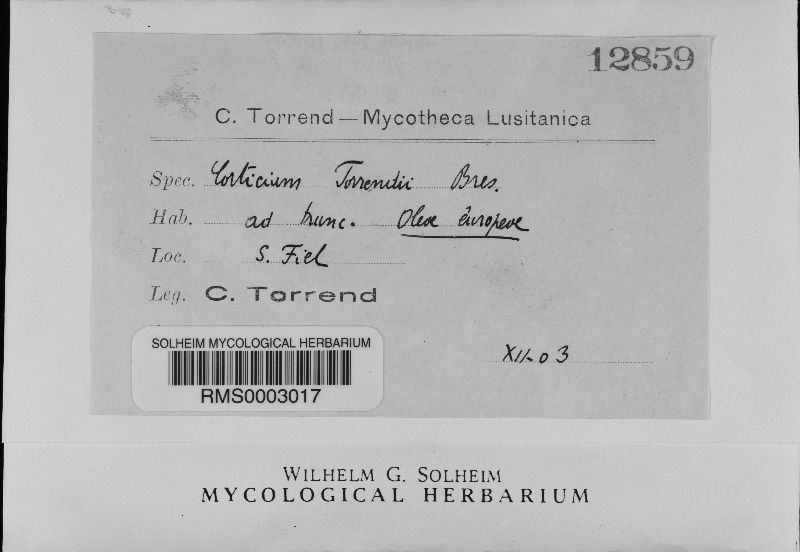 12859
C. Torrend — Mycotheca Lusitanica
Spec. Corticium Torrendii Bres.
Hab. ad trunc. Oleae europeae
Loc. S. Fiel
Leg. C. Torrend
XII-03
SOLHEIM MYCOLOGICAL HERBARIUM
RMS0003017
WILHELM G. SOLHEIM
MYCOLOGICAL HERBARIUM